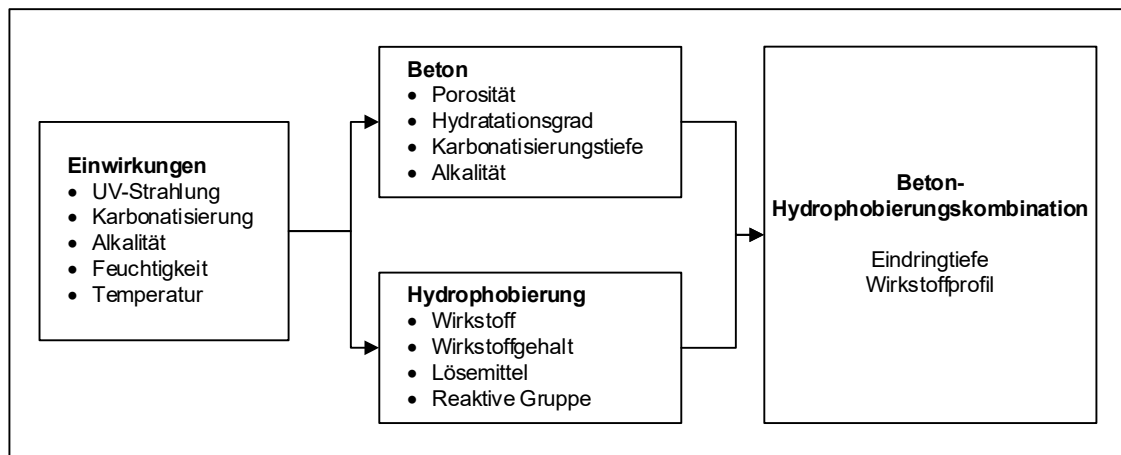 Einwirkungen
• UV-Strahlung
• Karbonatisierung
• Alkalität
• Feuchtigkeit
• Temperatur
Beton
• Porosität
• Hydratationsgrad
• Karbonatisierungstiefe
• Alkalität
Hydrophobierung
• Wirkstoff
• Wirkstoffgehalt
• Lösemittel
• Reaktive Gruppe
Beton-
Hydrophobierungskombination
Eindringtiefe
Wirkstoffprofil